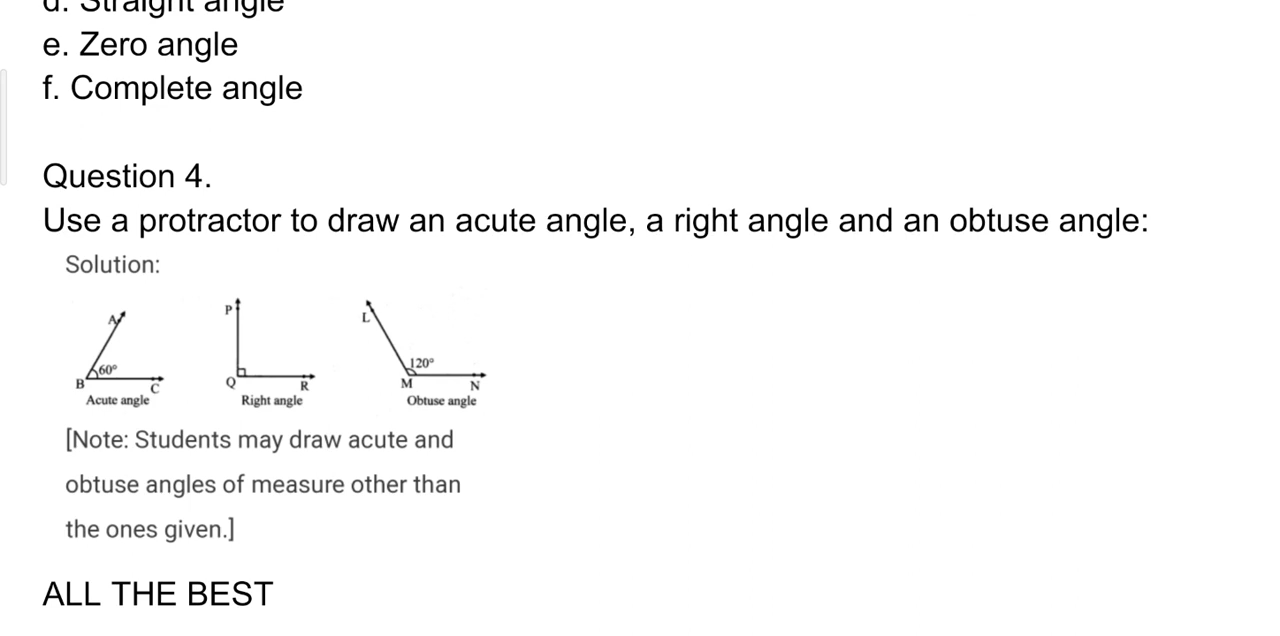 d. Straight angle
e. Zero angle
f. Complete angle
Question 4.
Use a protractor to draw an acute angle, a right angle and an obtuse angle:
Solution:
A
60°
B
C
Acute angle
P
Q
R
Right angle
L
120°
M
N
Obtuse angle
[Note: Students may draw acute and
obtuse angles of measure other than
the ones given.]
ALL THE BEST